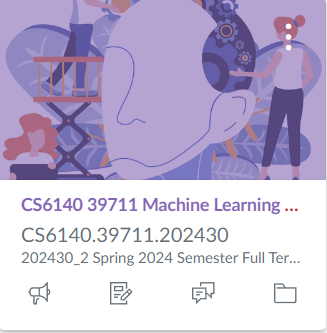 CS6140 39711 Machine Learning ...
CS6140.39711.202430
202430_2 Spring 2024 Semester Full Ter...